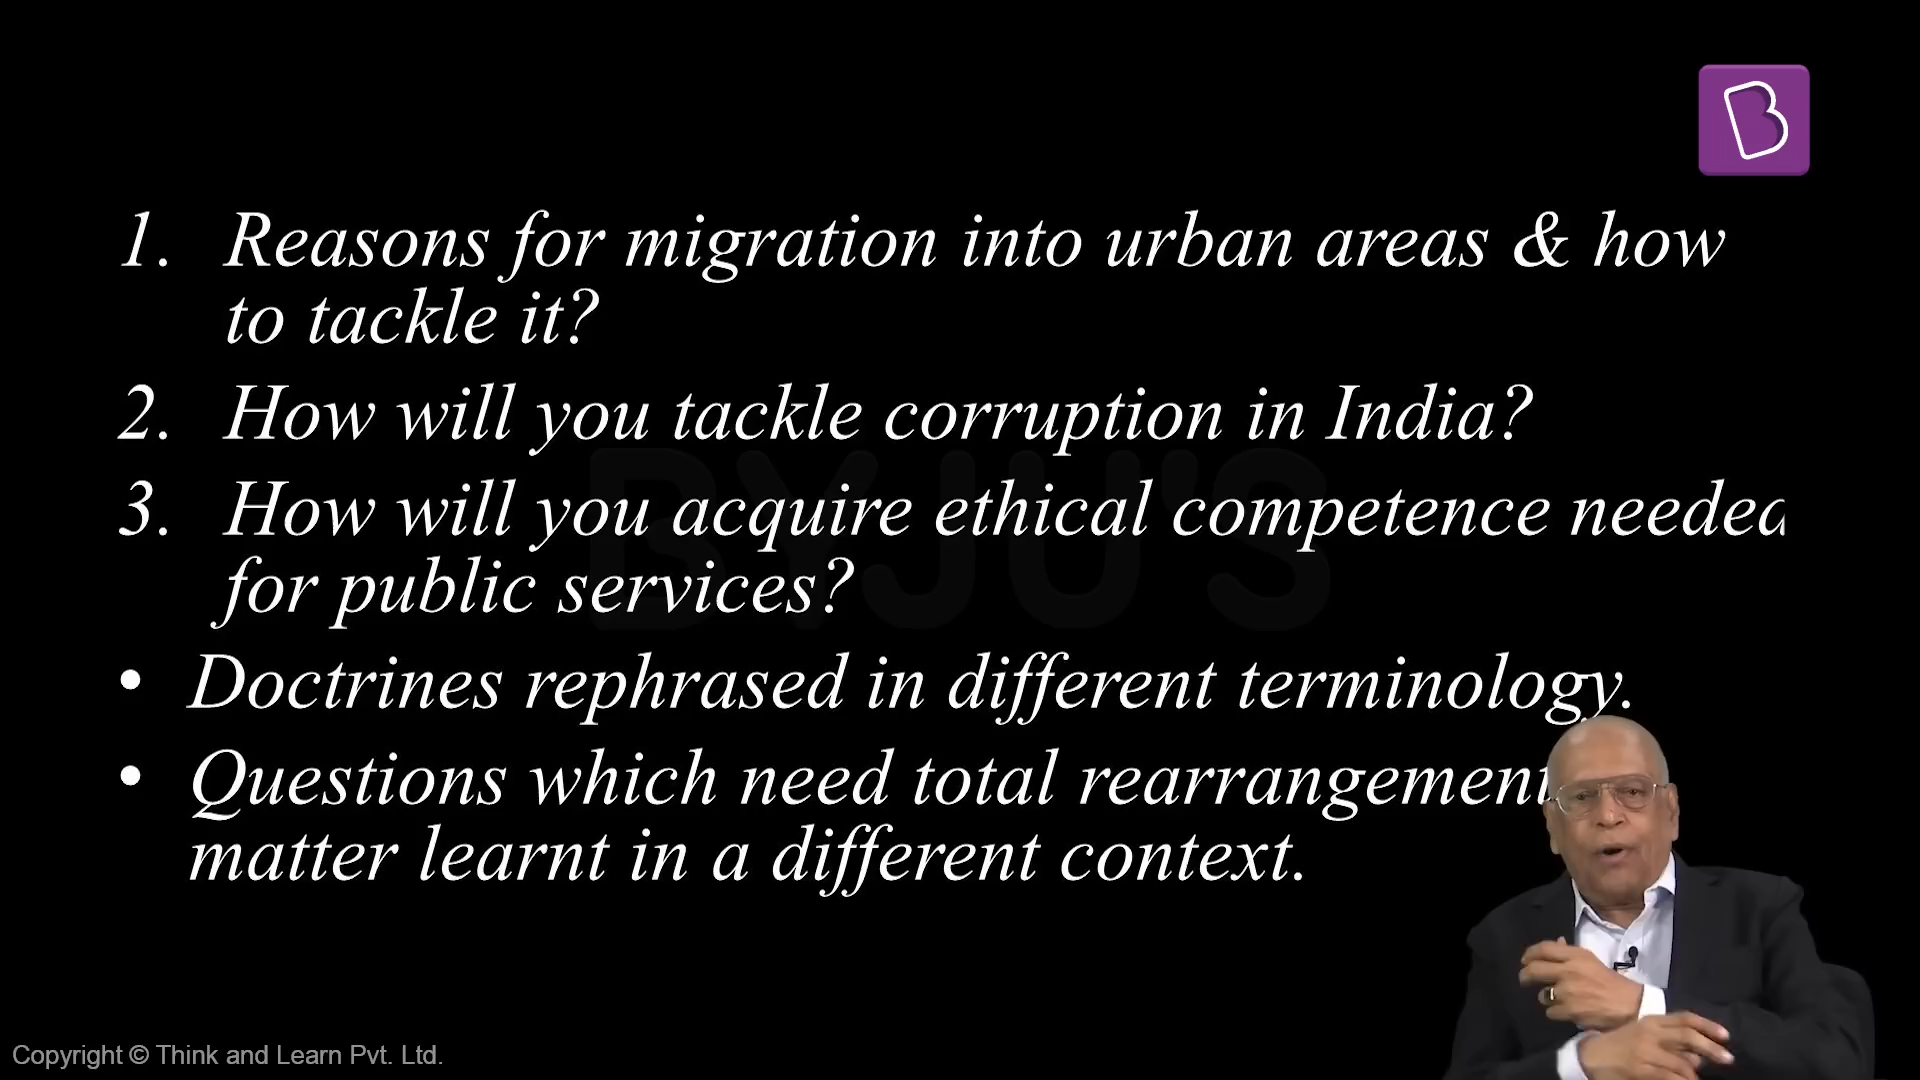 1. Reasons for migration into urban areas & how
to tackle it?
2. How will you tackle corruption in India?
3. How will you acquire ethical competence needed
for public services?
• Doctrines rephrased in different terminology.
• Questions which need total rearrangement
matter learnt in a different context.
BYJU'S
Copyright © Think and Learn Pvt. Ltd.